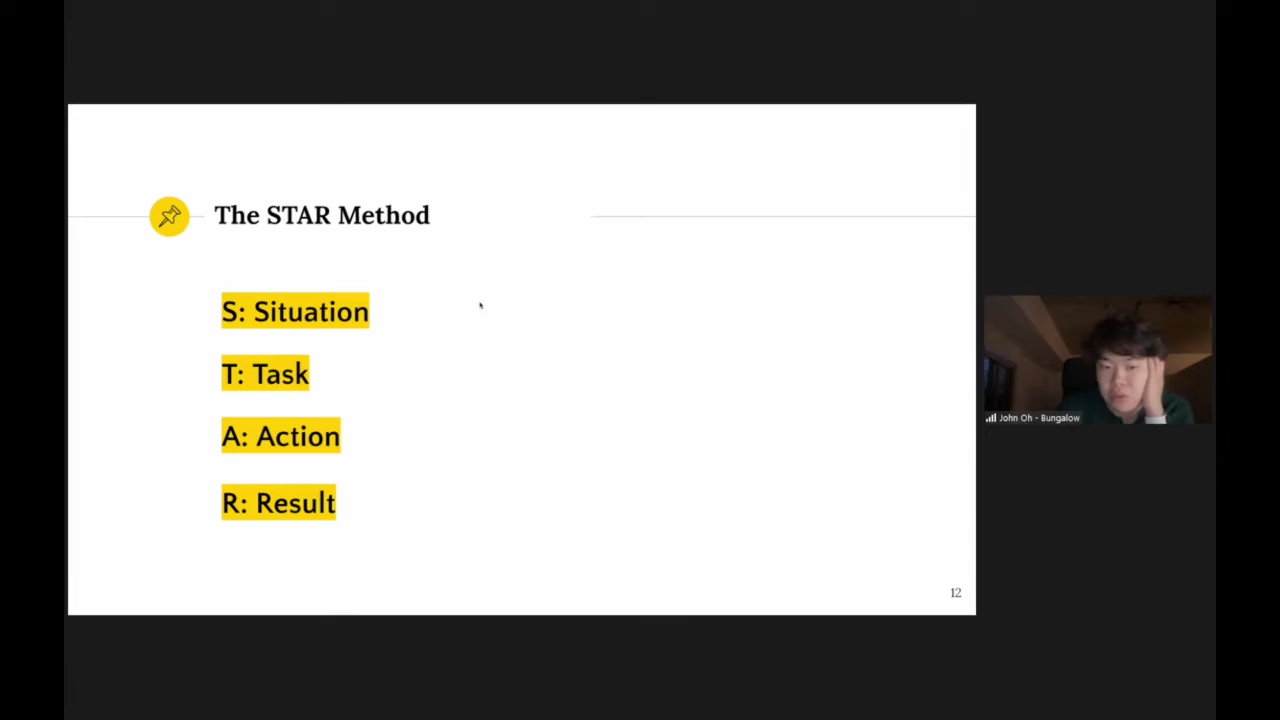 The STAR Method
S: Situation
T: Task
A: Action
R: Result
12
John Oh - Bungalow